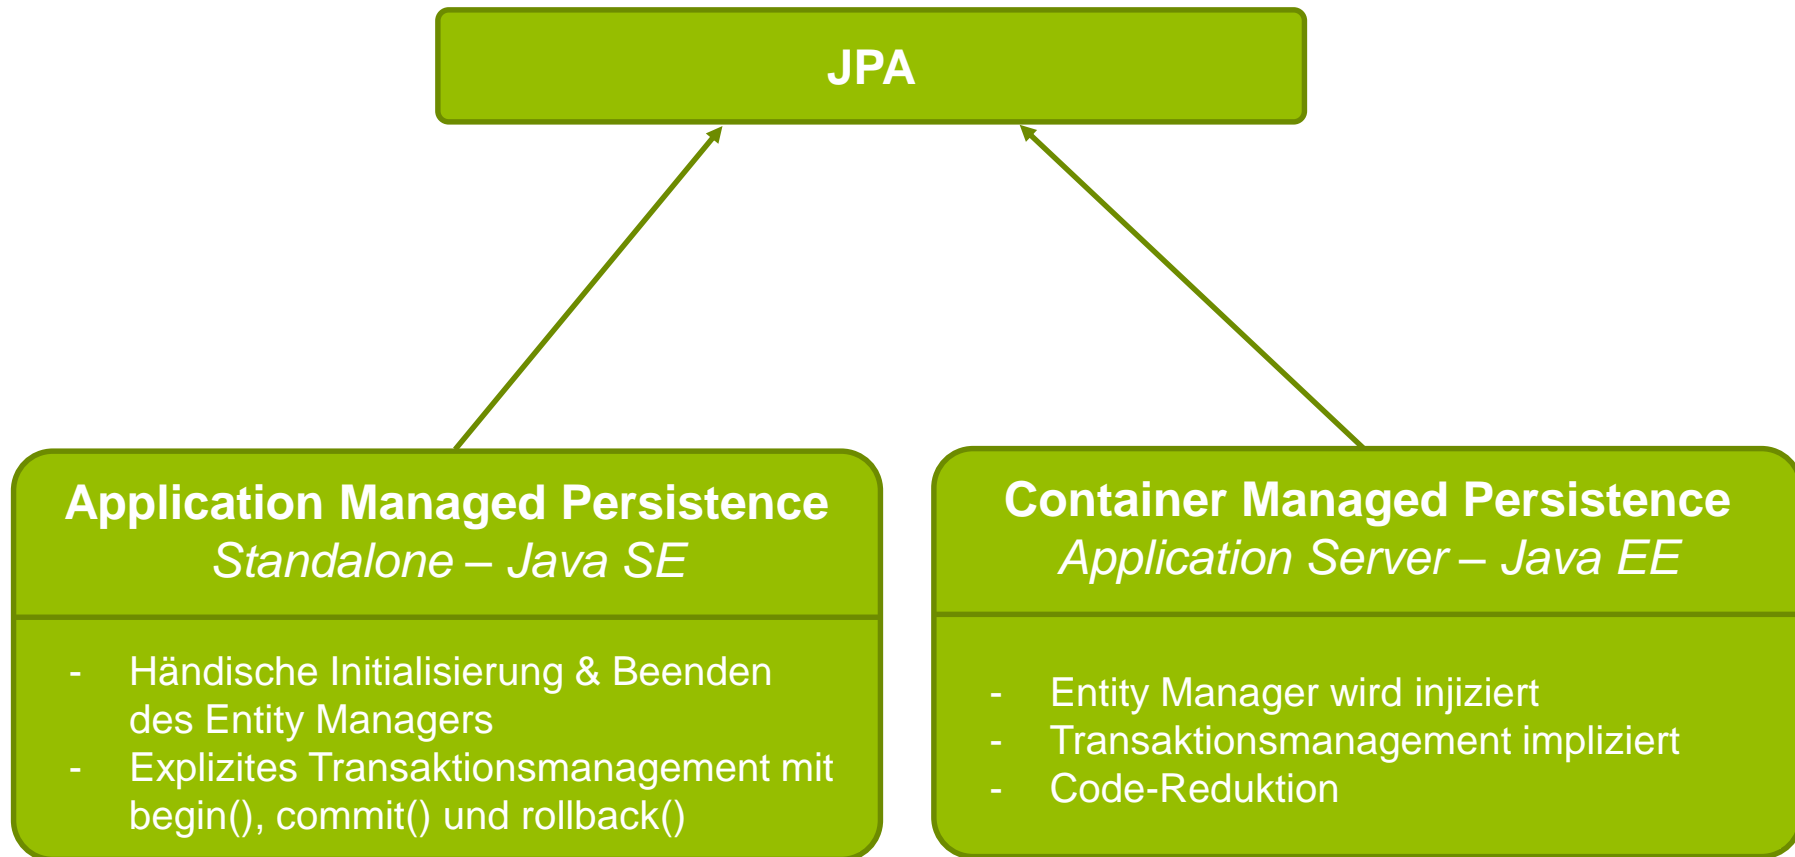 JPA
Application Managed Persistence
Standalone – Java SE
- Händische Initialisierung & Beenden
des Entity Managers
- Explizites Transaktionsmanagement mit
begin(), commit() und rollback()
Container Managed Persistence
Application Server – Java EE
- Entity Manager wird injiziert
- Transaktionsmanagement impliziert
- Code-Reduktion